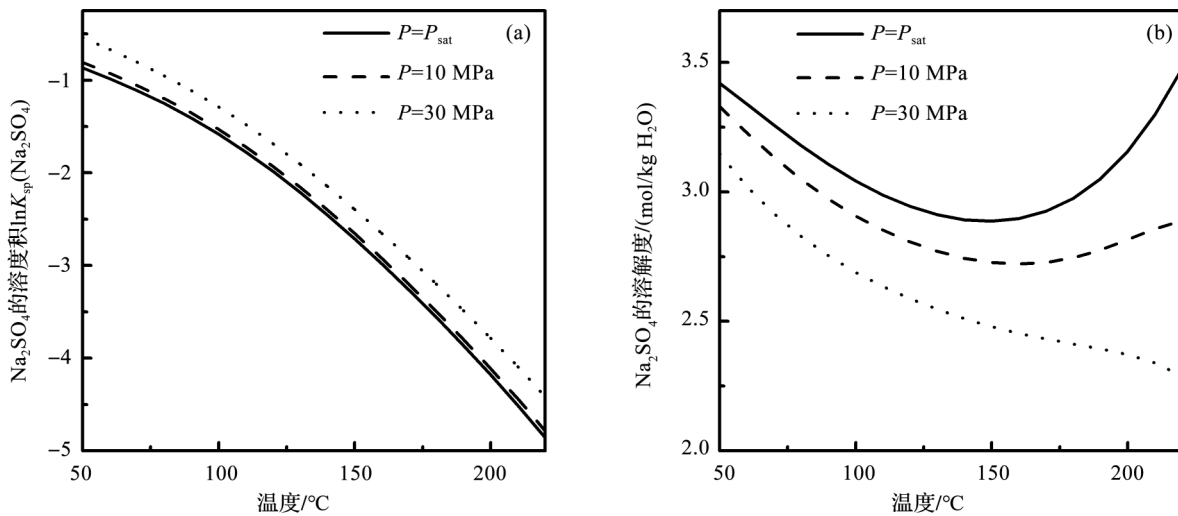 (a)
P=Psat
P=10 MPa
P=30 MPa
Na2SO4的溶度积lnKsp(Na2SO4)
−1
−2
−3
−4
−5
50
100
150
200
温度/℃
(b)
P=Psat
P=10 MPa
P=30 MPa
Na2SO4的溶解度/(mol/kg H2O)
3.5
3.0
2.5
2.0
50
100
150
200
温度/℃